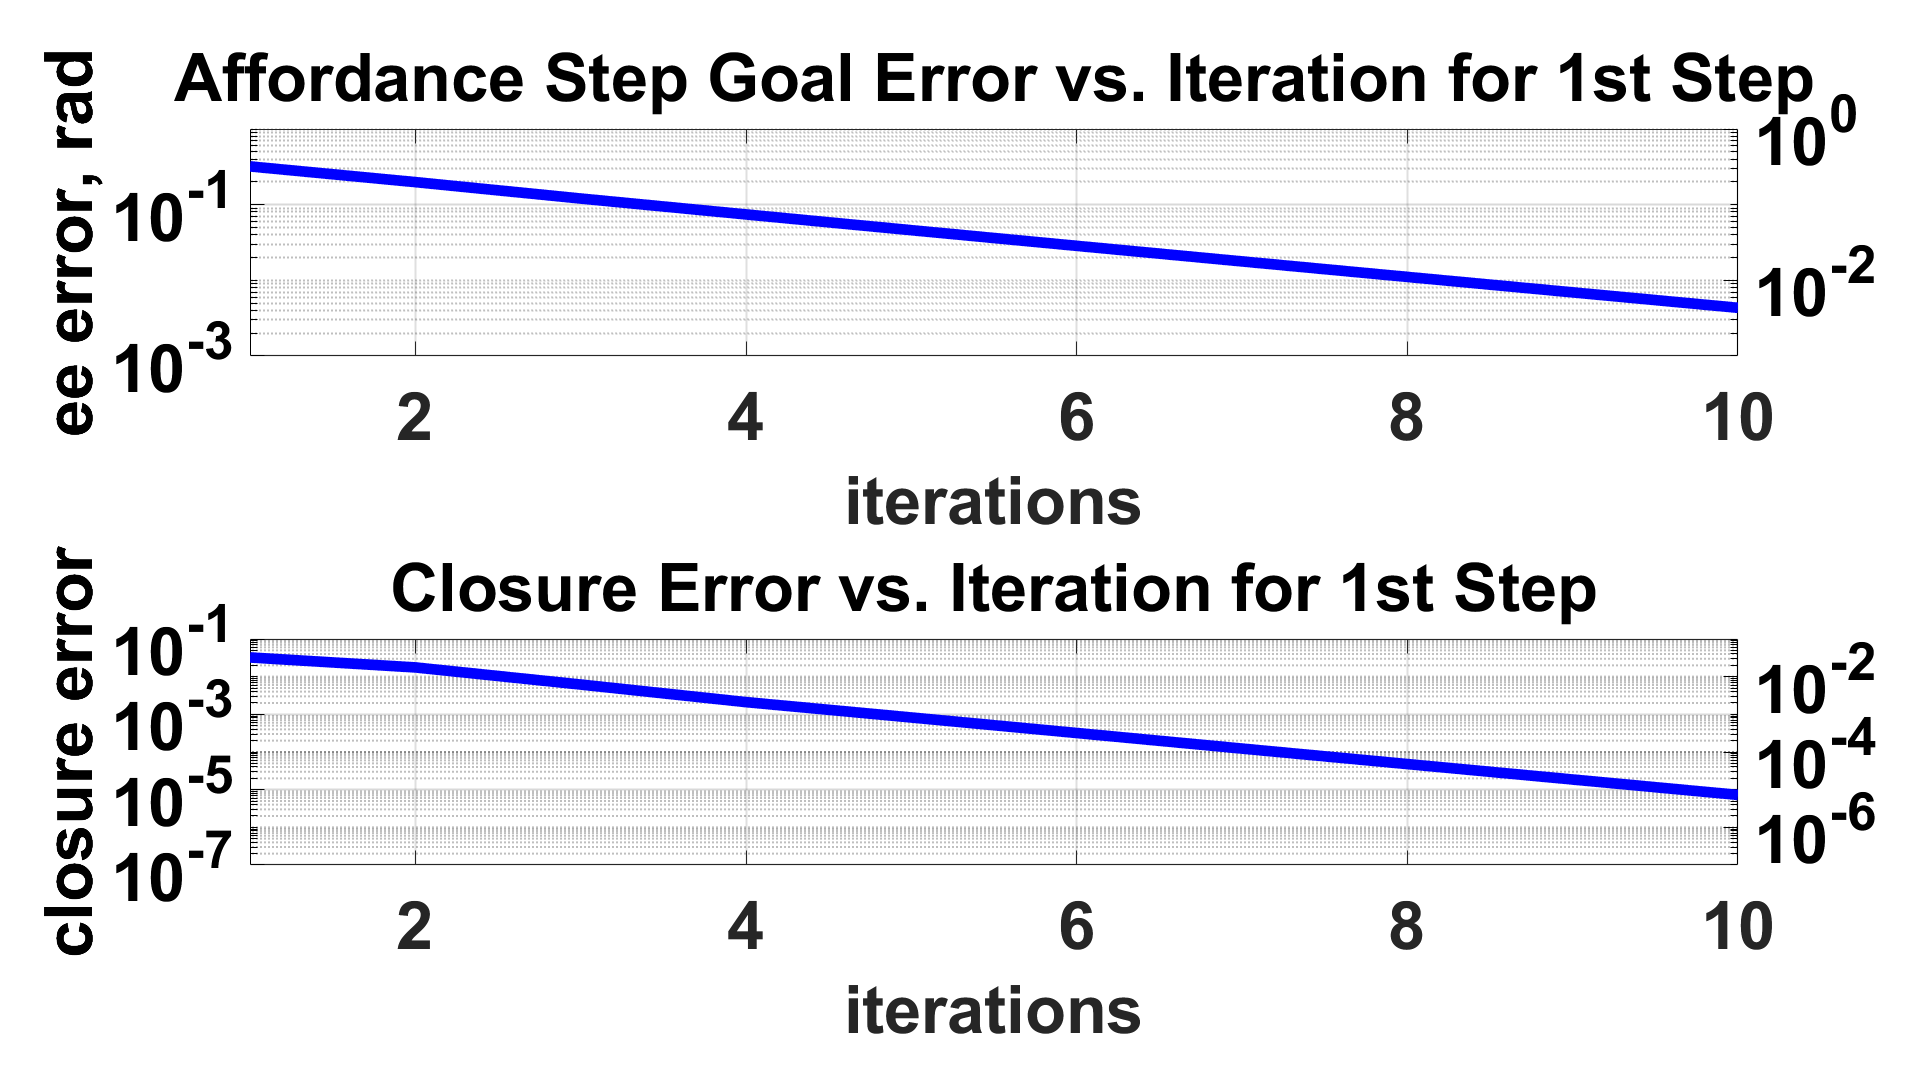 Affordance Step Goal Error vs. Iteration for 1st Step
ee error, rad
10^-1
10^-3
10^0
10^-2
2 4 6 8 10
iterations
Closure Error vs. Iteration for 1st Step
closure error
10^-1
10^-3
10^-5
10^-7
10^-2
10^-4
10^-6
2 4 6 8 10
iterations